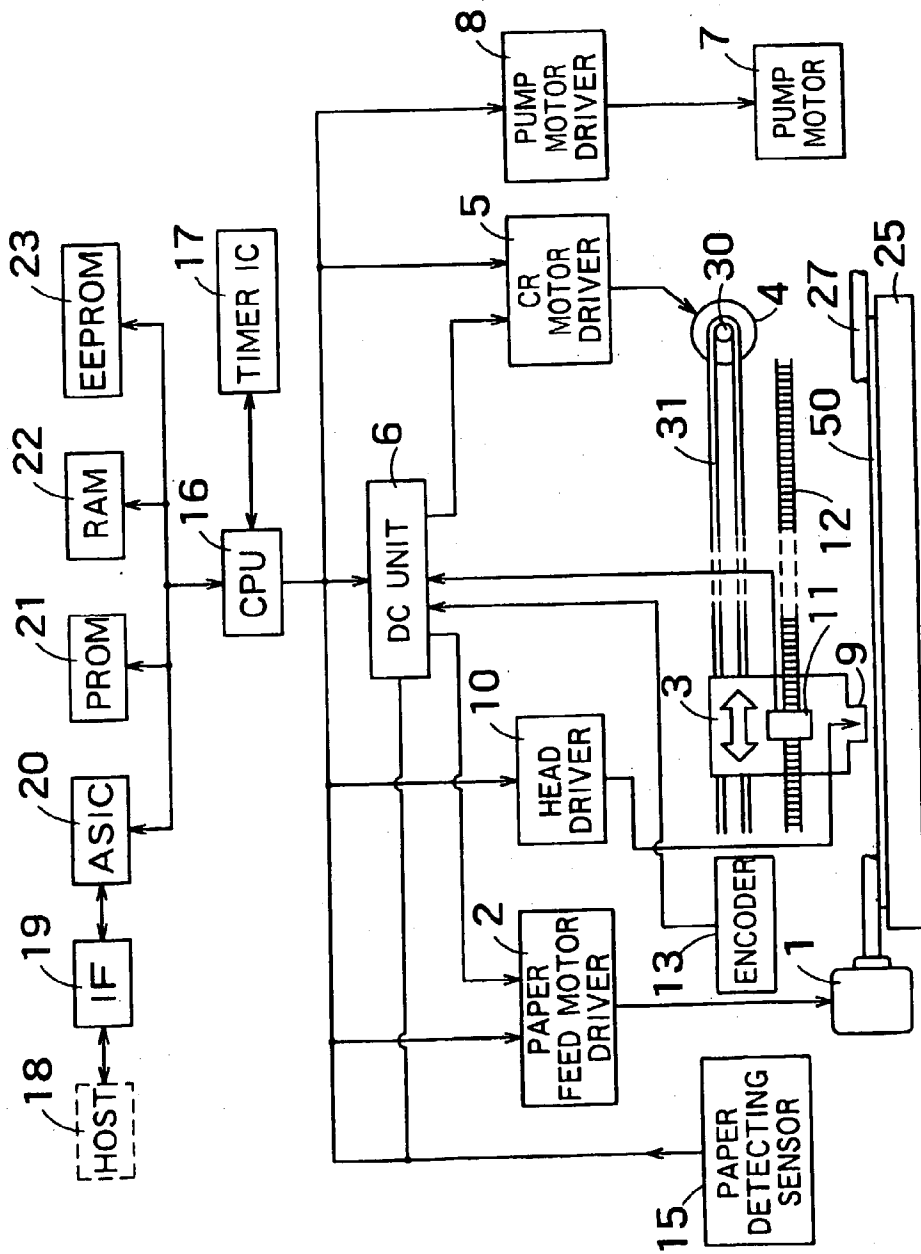 18
HOST
19
IF
20
ASIC
21
PROM
22
RAM
23
EEPROM
16
CPU
17
TIMER IC
6
DC UNIT
2
PAPER
FEED MOTOR
DRIVER
10
HEAD
DRIVER
5
CR
MOTOR
DRIVER
8
PUMP
MOTOR
DRIVER
15
PAPER
DETECTING
SENSOR
13
ENCODER
3
31
30
4
7
PUMP
MOTOR
1
9
11
12
50
27
25